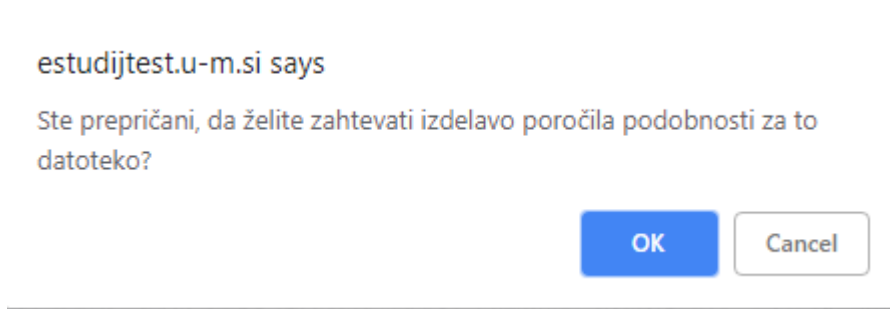 estudijtest.u-m.si says
Ste prepričani, da želite zahtevati izdelavo poročila podobnosti za to
datoteko?
OK
Cancel